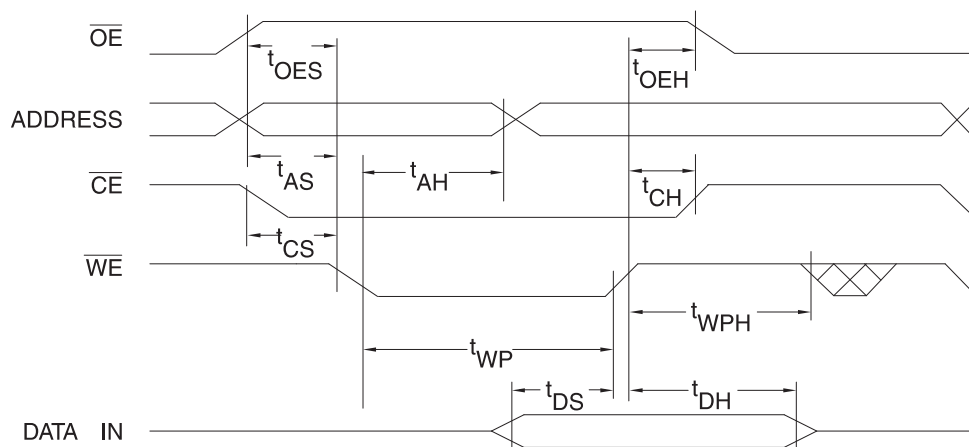 OE
tOES
tOEH
ADDRESS
tAS
tAH
CE
tCH
tCS
WE
tWPH
tWP
tDS
tDH
DATA IN